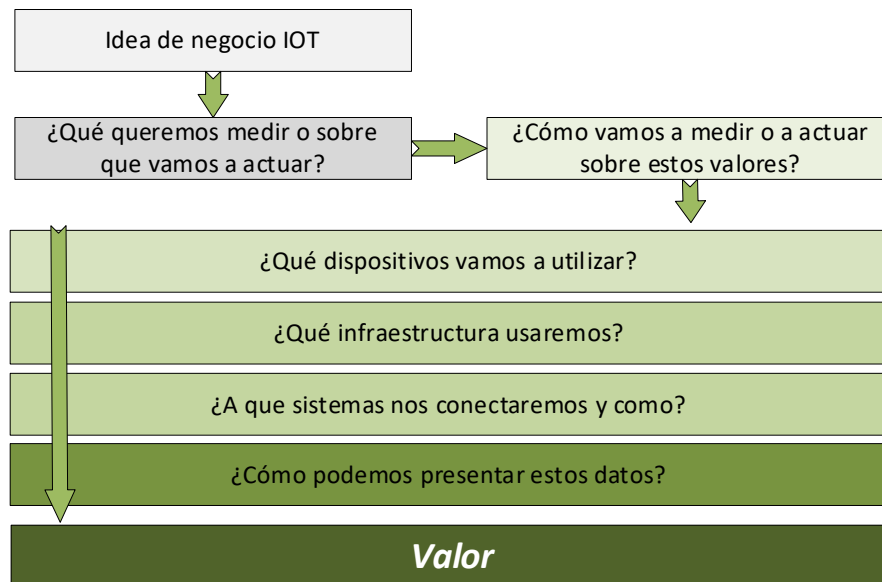 Idea de negocio IOT
¿Qué queremos medir o sobre
que vamos a actuar?
¿Cómo vamos a medir o a actuar
sobre estos valores?
¿Qué dispositivos vamos a utilizar?
¿Qué infraestructura usaremos?
¿A que sistemas nos conectaremos y como?
¿Cómo podemos presentar estos datos?
Valor